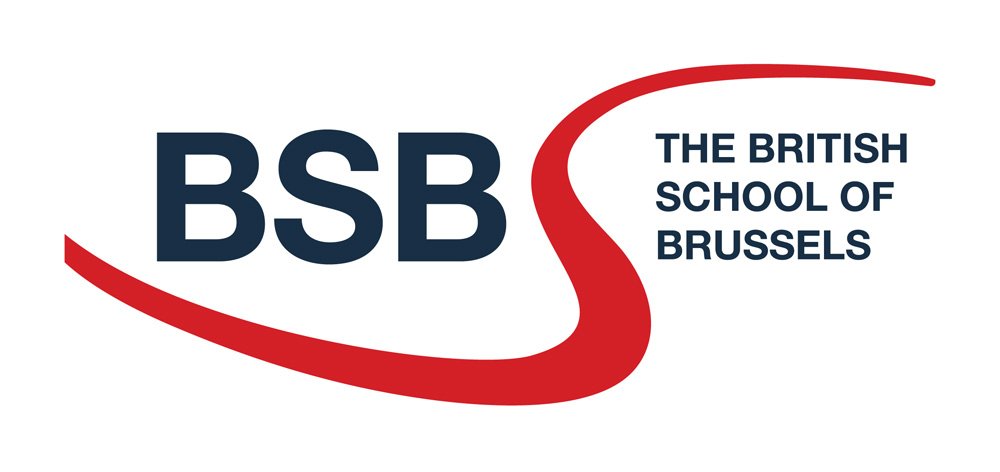 BSB
THE BRITISH
SCHOOL OF
BRUSSELS